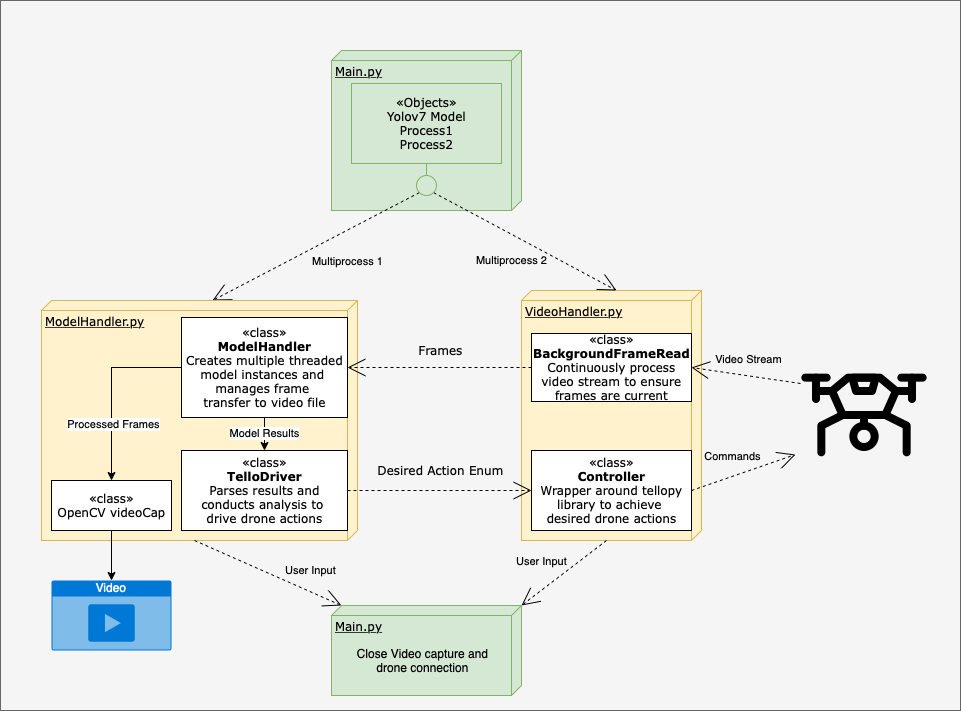 Main.py
«Objects»
Yolov7 Model
Process1
Process2
Multiprocess 1
Multiprocess 2
ModelHandler.py
«class»
ModelHandler
Creates multiple threaded
model instances and
manages frame
transfer to video file
Processed Frames
Model Results
«class»
TelloDriver
Parses results and
conducts analysis to
drive drone actions
«class»
OpenCV videoCap
Video
Frames
Desired Action Enum
VideoHandler.py
«class»
BackgroundFrameRead
Continuously process
video stream to ensure
frames are current
Video Stream
«class»
Controller
Wrapper around tellopy
library to achieve
desired drone actions
Commands
User Input
User Input
Main.py
Close Video capture and
drone connection